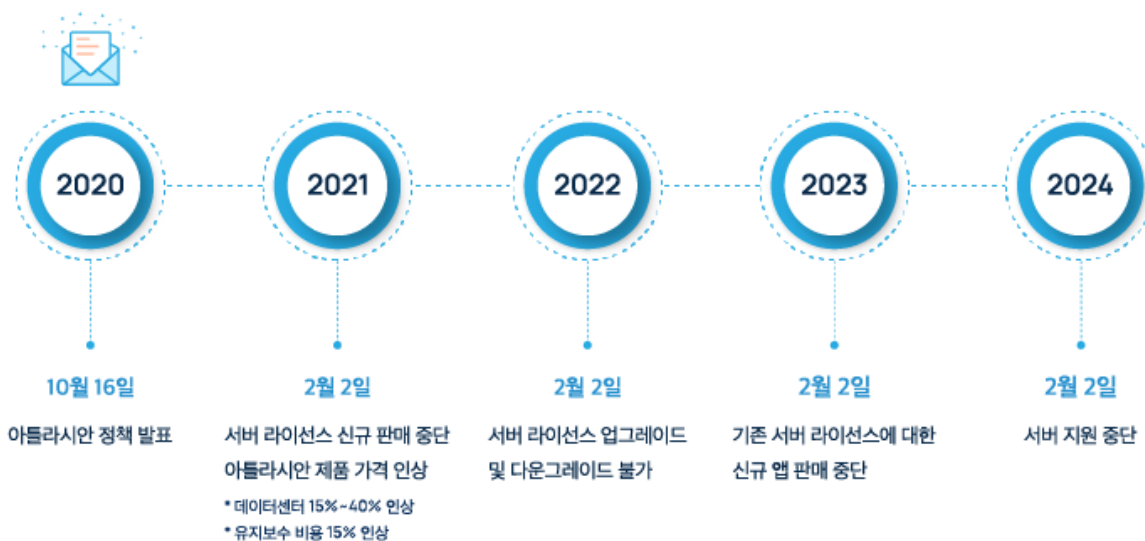 2020
10월 16일
아틀라시안 정책 발표
2021
2월 2일
서버 라이선스 신규 판매 중단
아틀라시안 제품 가격 인상
* 데이터센터 15%~40% 인상
* 유지보수 비용 15% 인상
2022
2월 2일
서버 라이선스 업그레이드
및 다운그레이드 불가
2023
2월 2일
기존 서버 라이선스에 대한
신규 앱 판매 중단
2024
2월 2일
서버 지원 중단